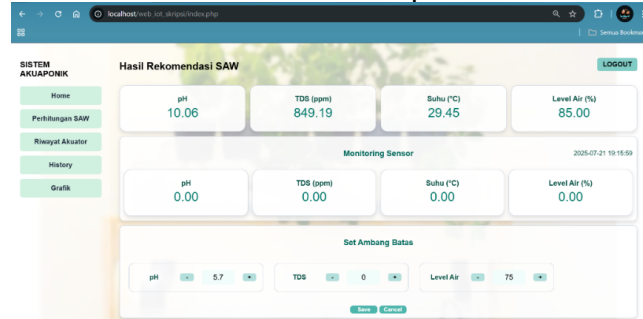 localhost/web_iot_skripsi/index.php
Semua Bookmar
SISTEM
AKUAPONIK
Hasil Rekomendasi SAW
LOGOUT
Home
Perhitungan SAW
Riwayat Akuator
History
Grafik
pH
10.06
TDS (ppm)
849.19
Suhu (°C)
29.45
Level Air (%)
85.00
Monitoring Sensor
2025-07-21 19:15:59
pH
0.00
TDS (ppm)
0.00
Suhu (°C)
0.00
Level Air (%)
0.00
Set Ambang Batas
pH - 5.7 +
TDS - 0 +
Level Air - 75 +
Save Cancel